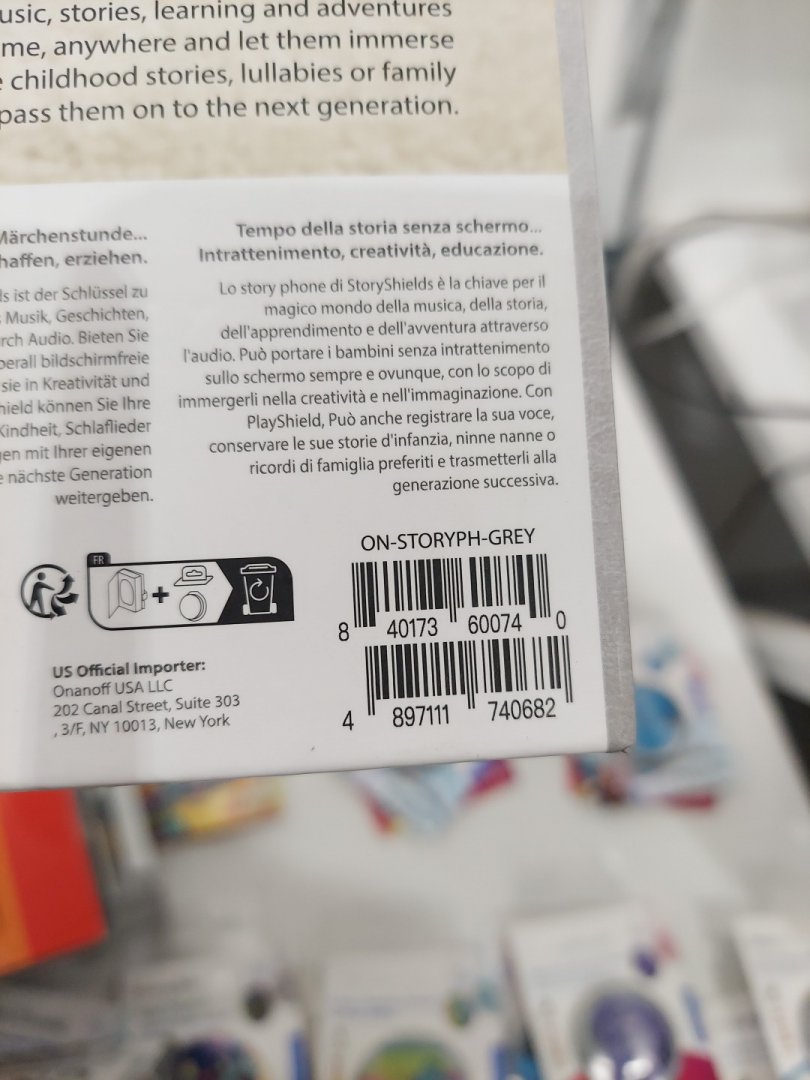 usic, stories, learning and adventures
me, anywhere and let them immerse
childhood stories, lullabies or family
pass them on to the next generation.
Märchenstunde...
haffen, erziehen.
ls ist der Schlüssel zu
Musik, Geschichten,
rch Audio. Bieten Sie
berall bildschirmfreie
sie in Kreativität und
hield können Sie Ihre
Kindheit, Schlaflieder
gen mit Ihrer eigenen
e nächste Generation
weitergeben.
Tempo della storia senza schermo...
Intrattenimento, creatività, educazione.
Lo story phone di StoryShields è la chiave per il
magico mondo della musica, della storia,
dell'apprendimento e dell'avventura attraverso
l'audio. Può portare i bambini senza intrattenimento
sullo schermo sempre e ovunque, con lo scopo di
immergerli nella creatività e nell'immaginazione. Con
PlayShield, Può anche registrare la sua voce,
conservare le sue storie d'infanzia, ninne nanne o
ricordi di famiglia preferiti e trasmetterli alla
generazione successiva.
FR
+
US Official Importer:
Onanoff USA LLC
202 Canal Street, Suite 303
, 3/F, NY 10013, New York
ON-STORYPH-GREY
8 40173 60074 0
4 897111 740682